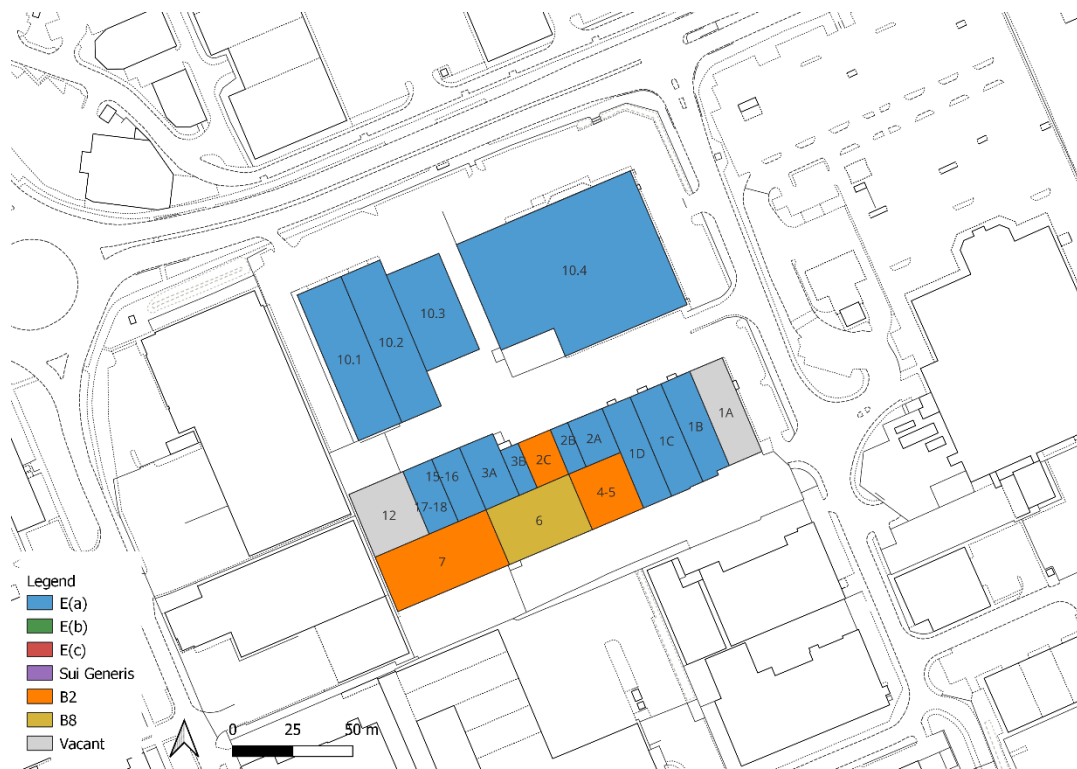 10.4
10.3
10.2
10.1
1A
1B
1C
1D
2A
2B
2C
3B
3A
15-16
17-18
12
4-5
6
7
Legend
E(a)
E(b)
E(c)
Sui Generis
B2
B8
Vacant
0 25 50 m